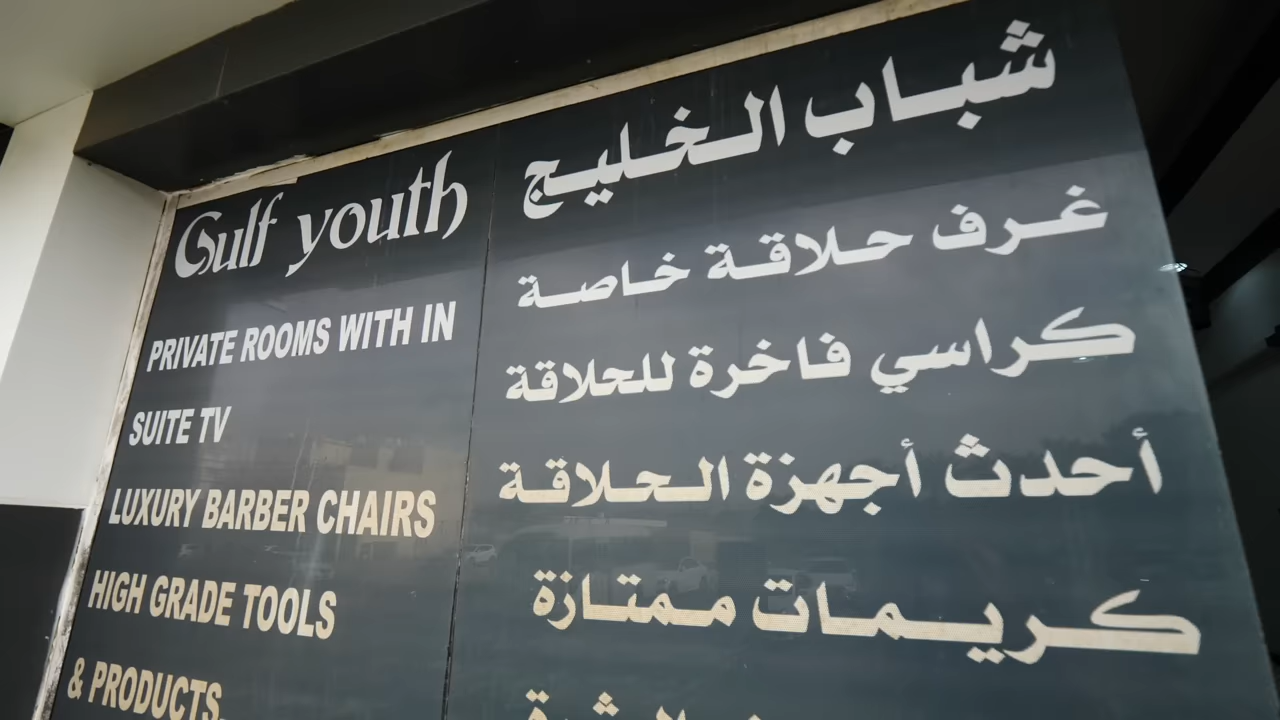 Gulf youth
PRIVATE ROOMS WITH IN
SUITE TV
LUXURY BARBER CHAIRS
HIGH GRADE TOOLS
& PRODUCTS,
شباب الخليج
غرف حلاقة خاصة
كراسي فاخرة للحلاقة
أحدث أجهزة الحلاقة
كريمات ممتازة